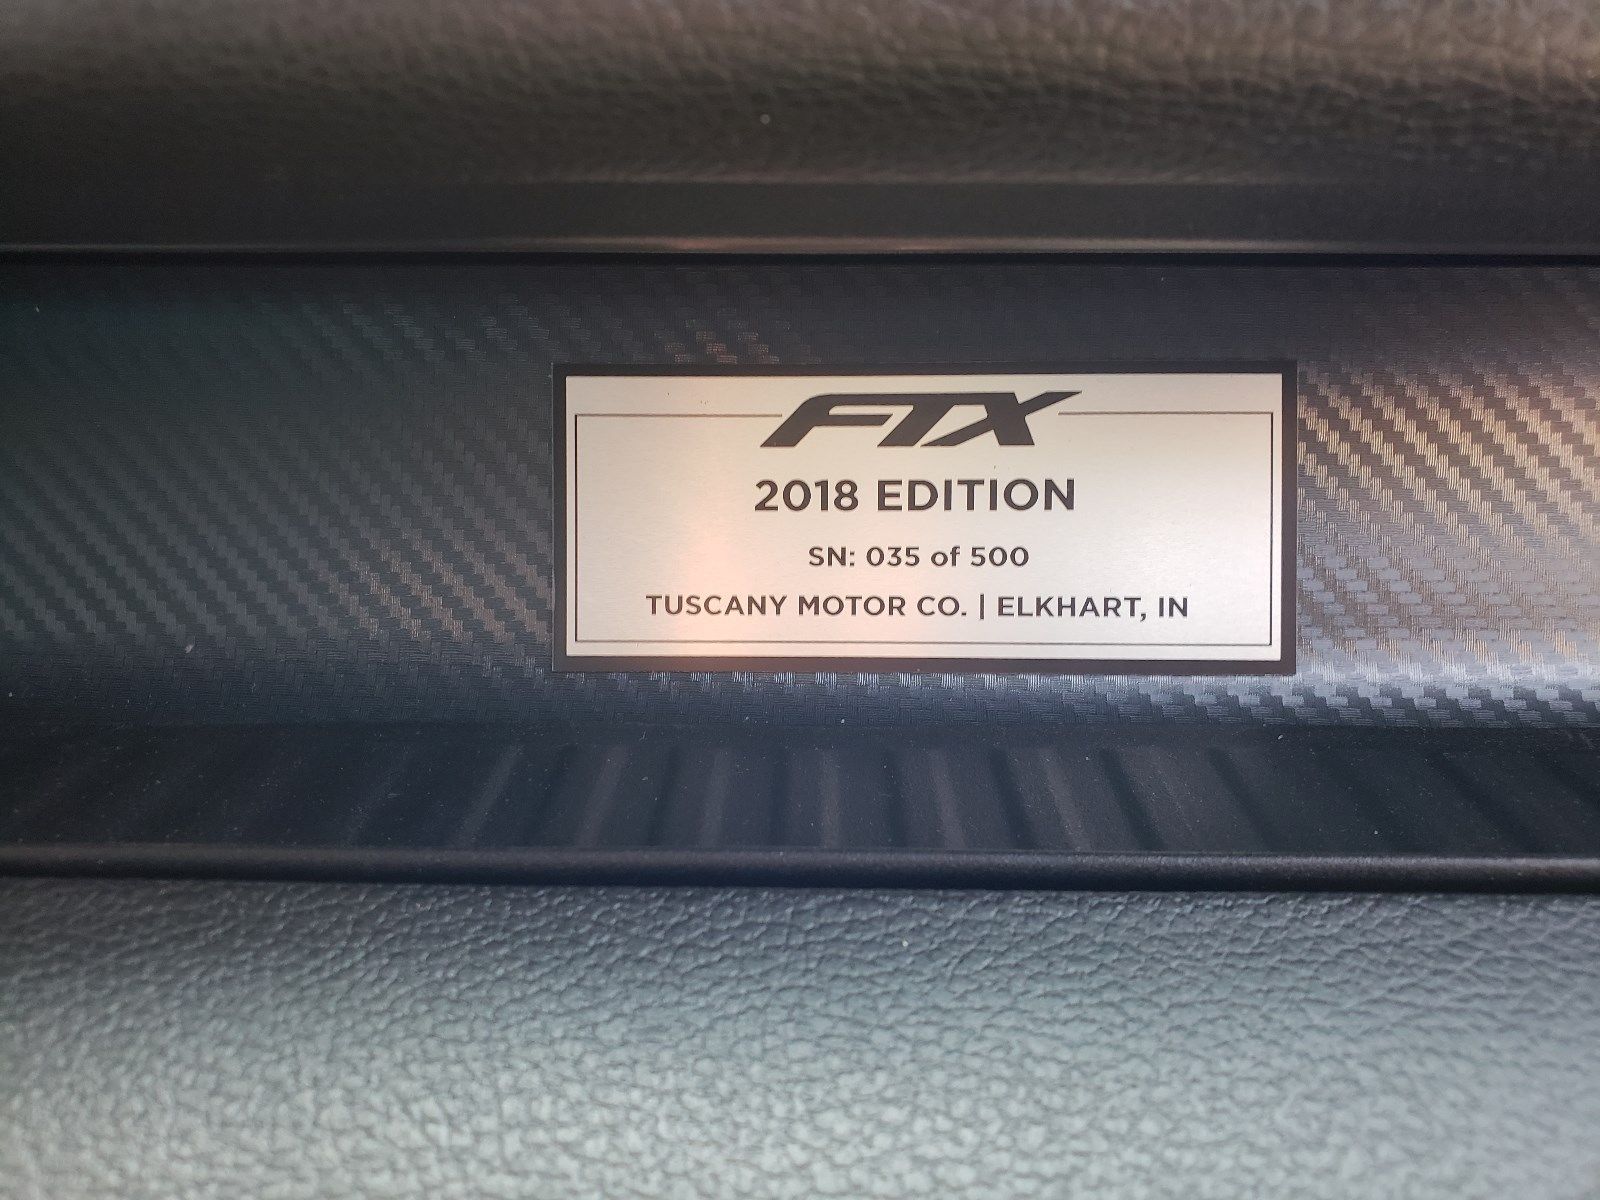 FTX
2018 EDITION
SN: 035 of 500
TUSCANY MOTOR CO. | ELKHART, IN